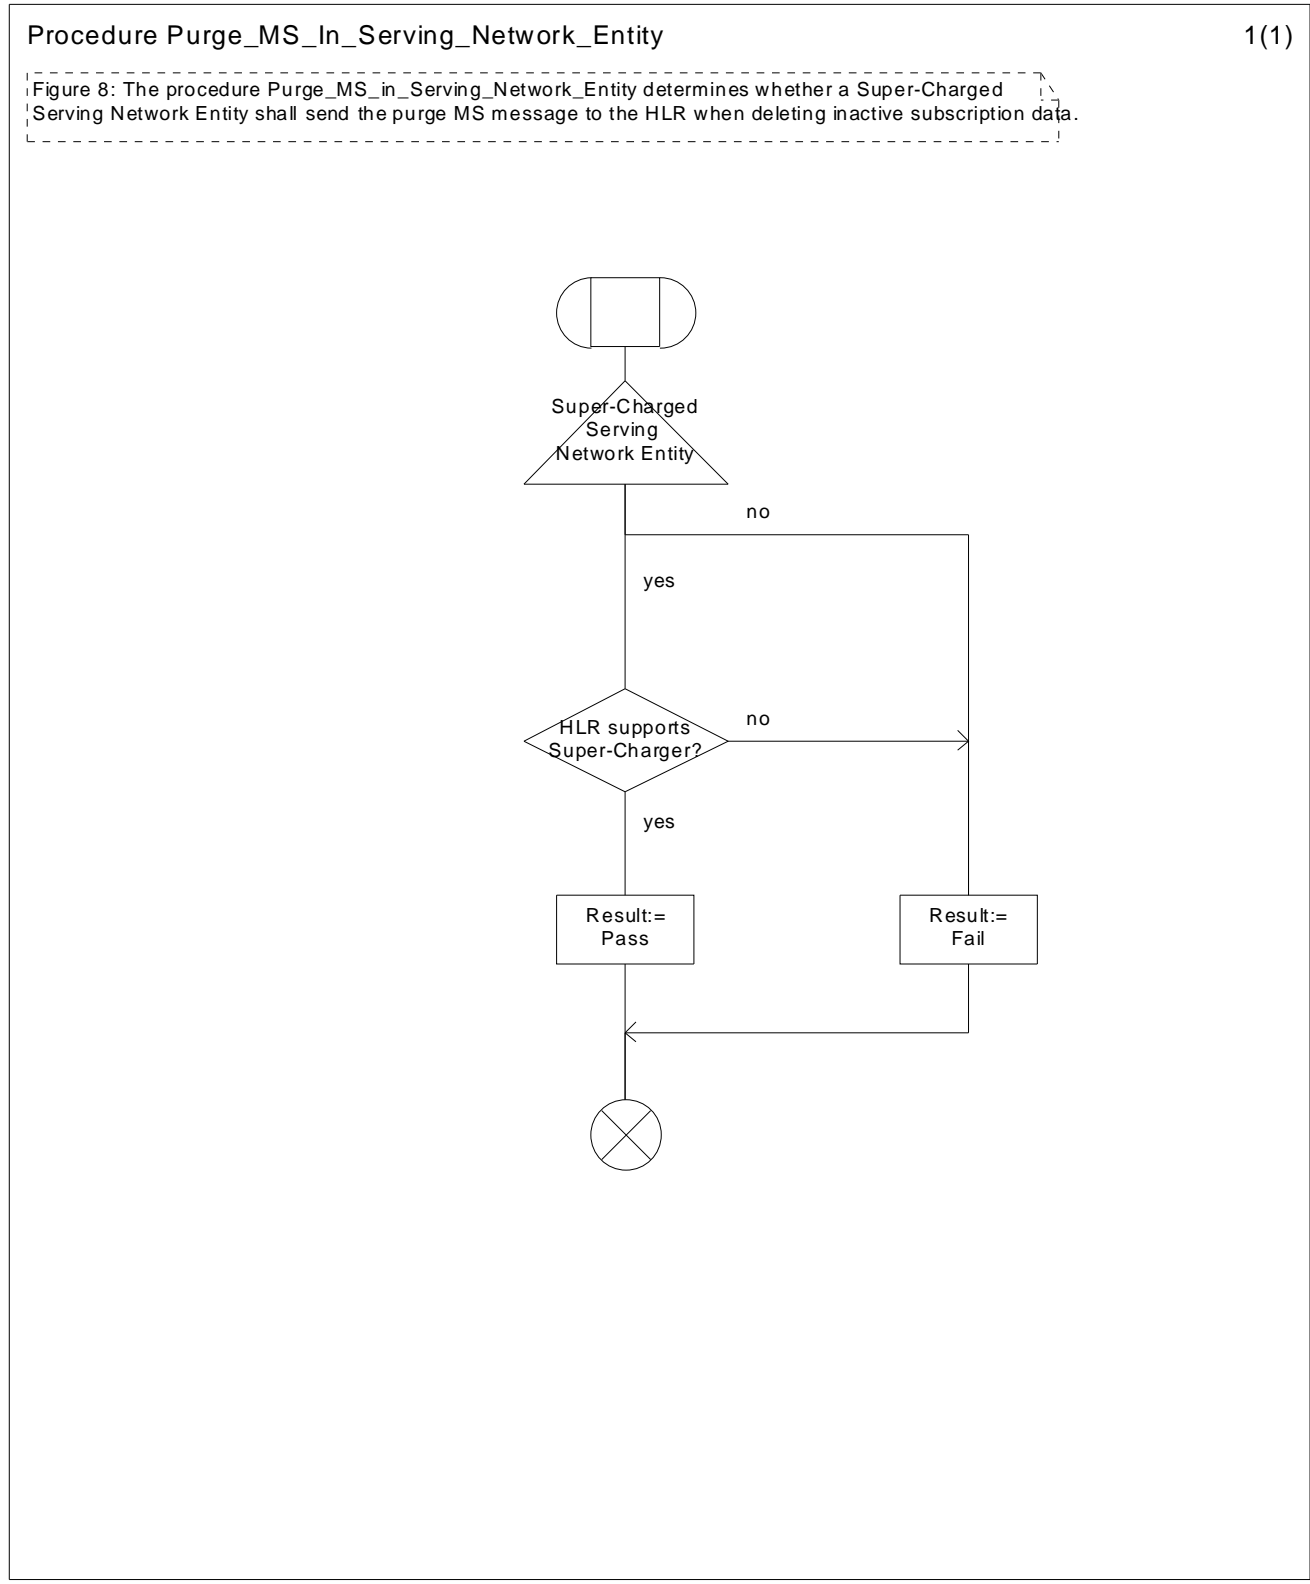 Procedure Purge_MS_In_Serving_Network_Entity 1(1)
Figure 8: The procedure Purge_MS_in_Serving_Network_Entity determines whether a Super-Charged
Serving Network Entity shall send the purge MS message to the HLR when deleting inactive subscription data.
Super-Charged
Serving
Network Entity
no
yes
HLR supports
Super-Charger?
no
yes
Result:=
Pass
Result:=
Fail